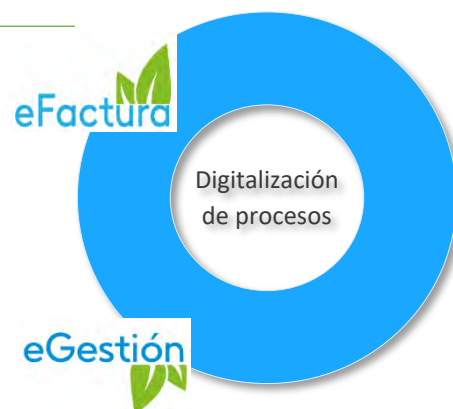 eFactura
Digitalización
de procesos
eGestión